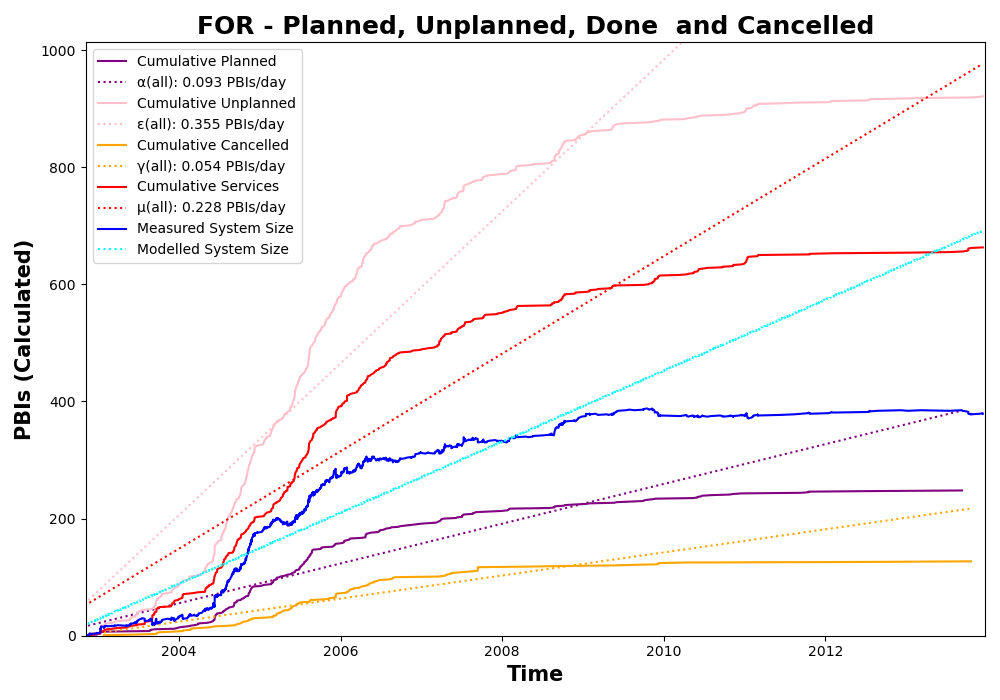 FOR - Planned, Unplanned, Done  and Cancelled
PBIs (Calculated)
1000
800
600
400
200
0
Cumulative Planned
α(all): 0.093 PBIs/day
Cumulative Unplanned
ε(all): 0.355 PBIs/day
Cumulative Cancelled
γ(all): 0.054 PBIs/day
Cumulative Services
μ(all): 0.228 PBIs/day
Measured System Size
Modelled System Size
2004 2006 2008 2010 2012
Time